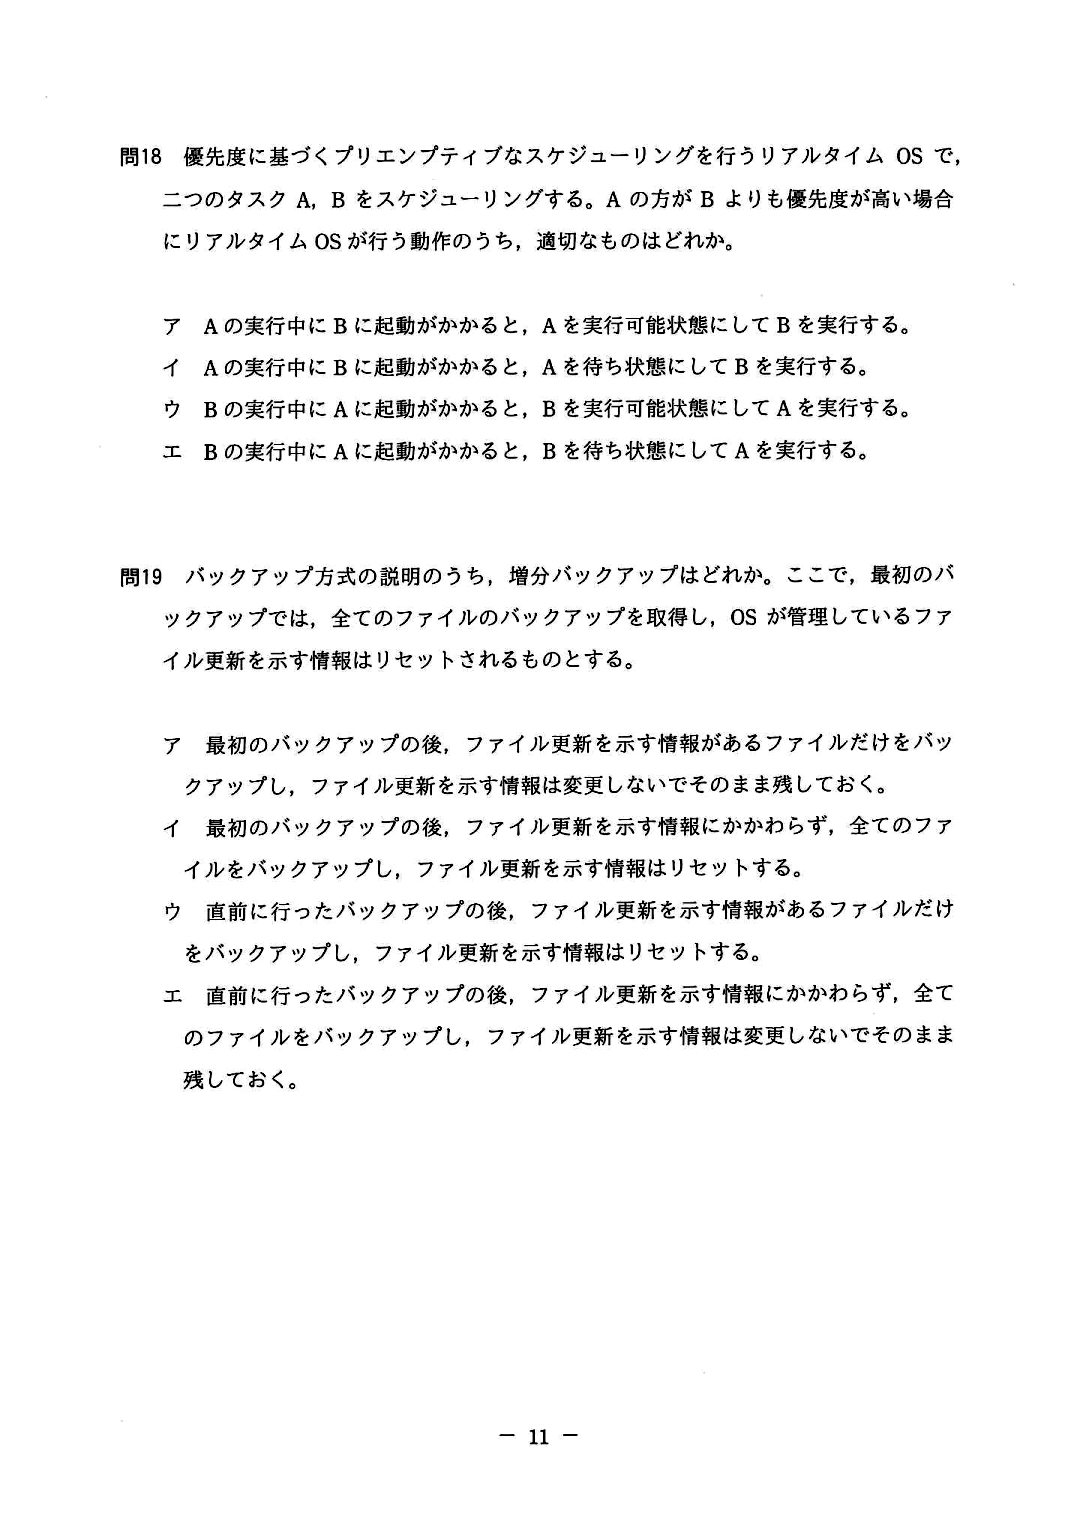 問18 優先度に基づくプリエンプティブなスケジューリングを行うリアルタイム OS で，
二つのタスク A，B をスケジューリングする。A の方が B よりも優先度が高い場合
にリアルタイム OS が行う動作のうち，適切なものはどれか。
ア A の実行中に B に起動がかかると，A を実行可能状態にして B を実行する。
イ A の実行中に B に起動がかかると，A を待ち状態にして B を実行する。
ウ B の実行中に A に起動がかかると，B を実行可能状態にして A を実行する。
エ B の実行中に A に起動がかかると，B を待ち状態にして A を実行する。
問19 バックアップ方式の説明のうち，増分バックアップはどれか。ここで，最初のバ
ックアップでは，全てのファイルのバックアップを取得し，OS が管理しているファ
イル更新を示す情報はリセットされるものとする。
ア 最初のバックアップの後，ファイル更新を示す情報があるファイルだけをバッ
クアップし，ファイル更新を示す情報は変更しないでそのまま残しておく。
イ 最初のバックアップの後，ファイル更新を示す情報にかかわらず，全てのファ
イルをバックアップし，ファイル更新を示す情報はリセットする。
ウ 直前に行ったバックアップの後，ファイル更新を示す情報があるファイルだけ
をバックアップし，ファイル更新を示す情報はリセットする。
エ 直前に行ったバックアップの後，ファイル更新を示す情報にかかわらず，全て
のファイルをバックアップし，ファイル更新を示す情報は変更しないでそのまま
残しておく。
－ 11 －